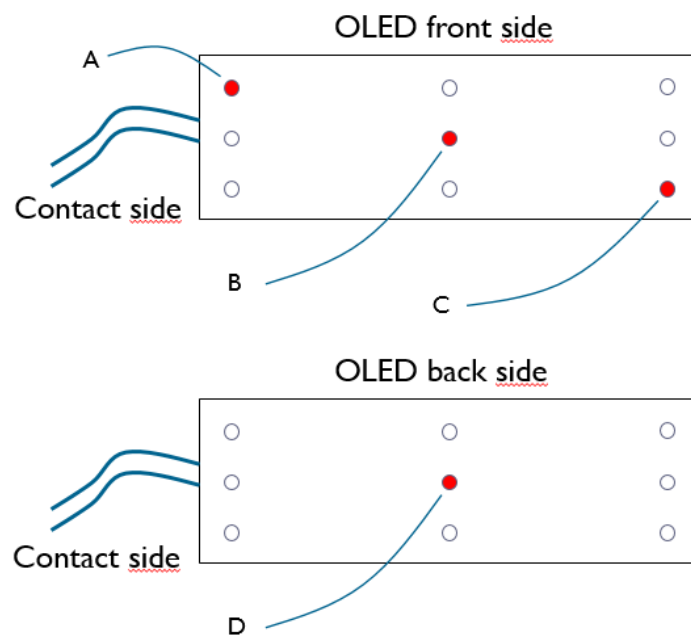 OLED front side
A
Contact side
B
C
OLED back side
Contact side
D